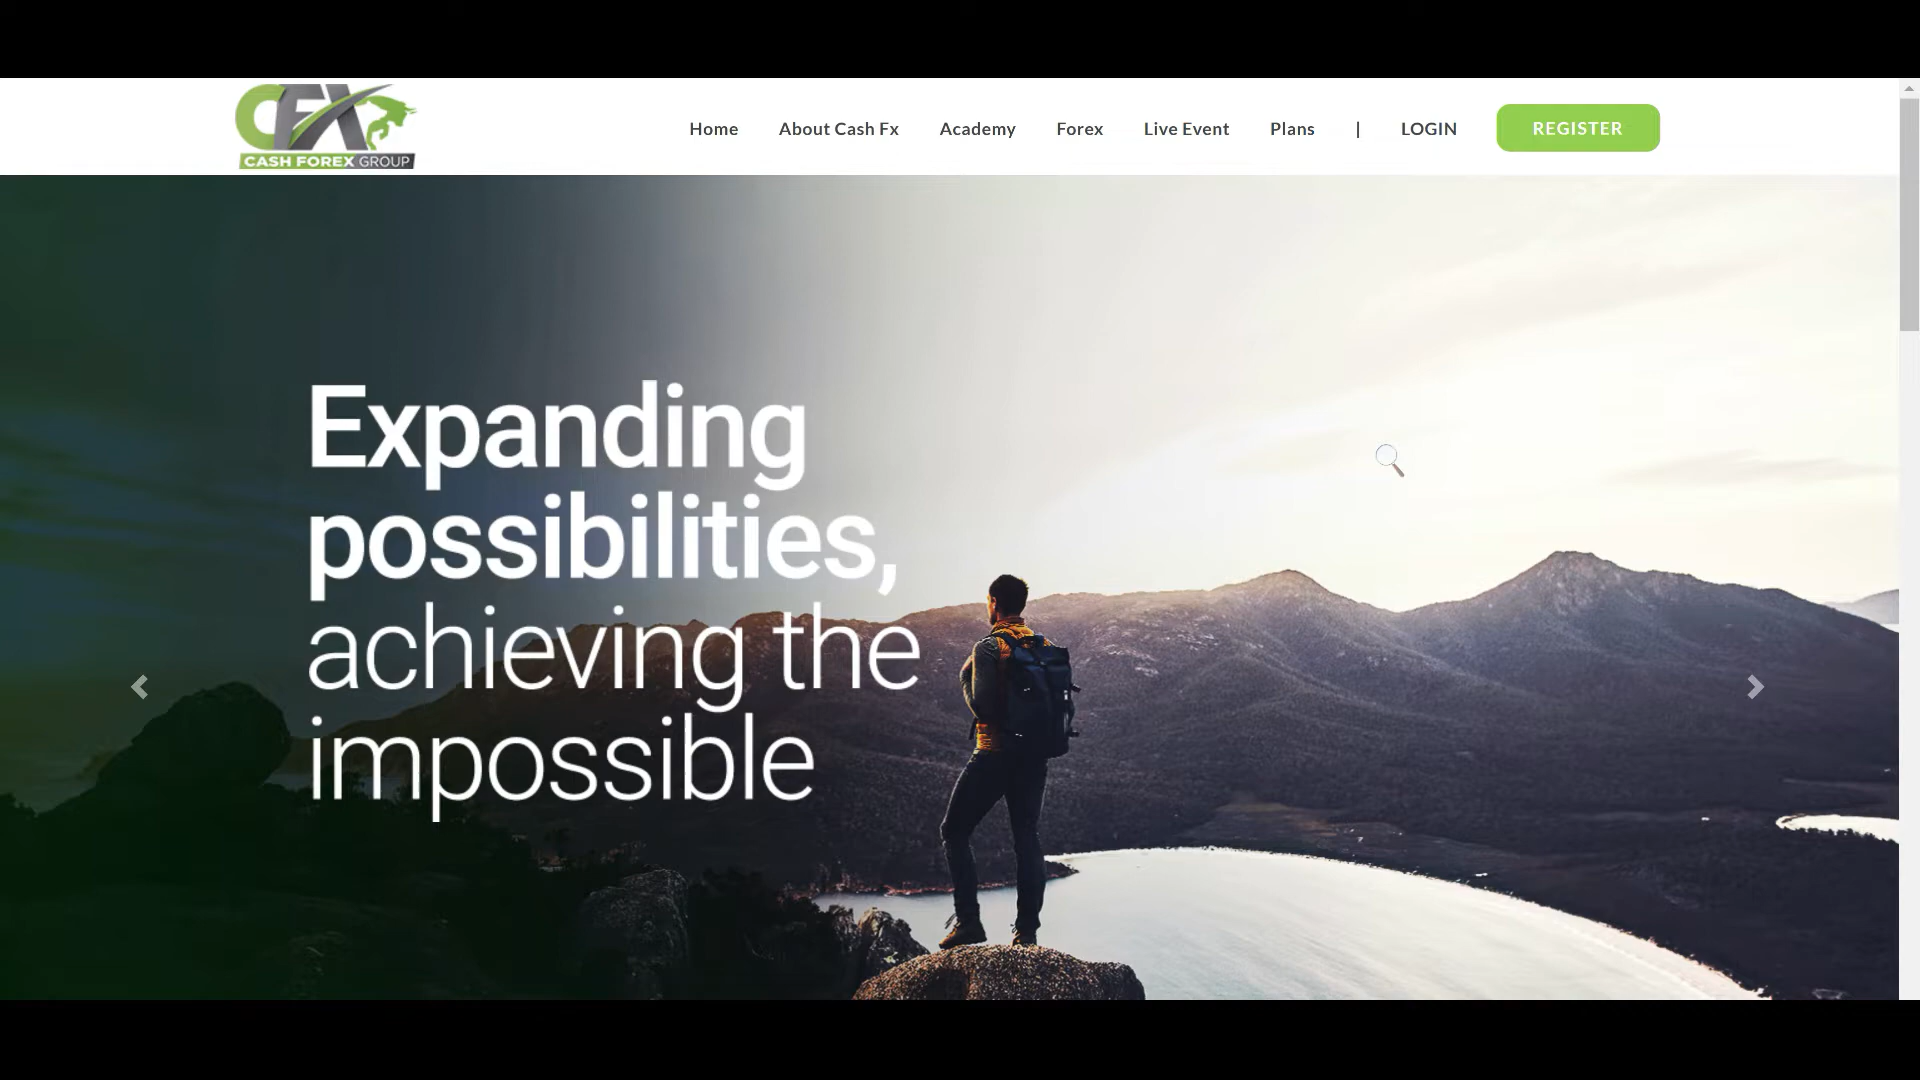 CFX
CASH FOREX GROUP
Home About Cash Fx Academy Forex Live Event Plans | LOGIN REGISTER
Expanding
possibilities,
achieving the
impossible